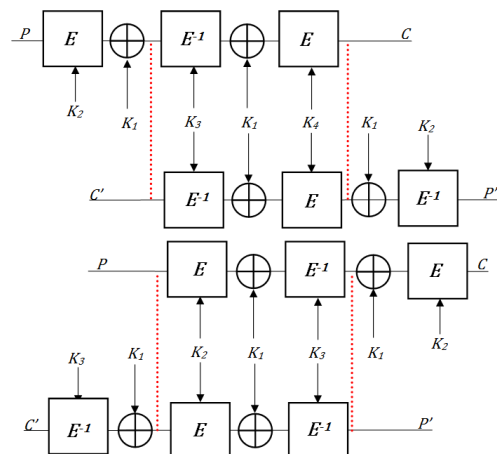 P E E⁻¹ E C
K₂ K₁ K₃ K₁ K₄ K₁ K₂
C' E⁻¹ E E⁻¹ P'
P E E⁻¹ E C
K₃ K₁ K₂ K₁ K₃ K₁ K₂
C' E⁻¹ E E⁻¹ P'